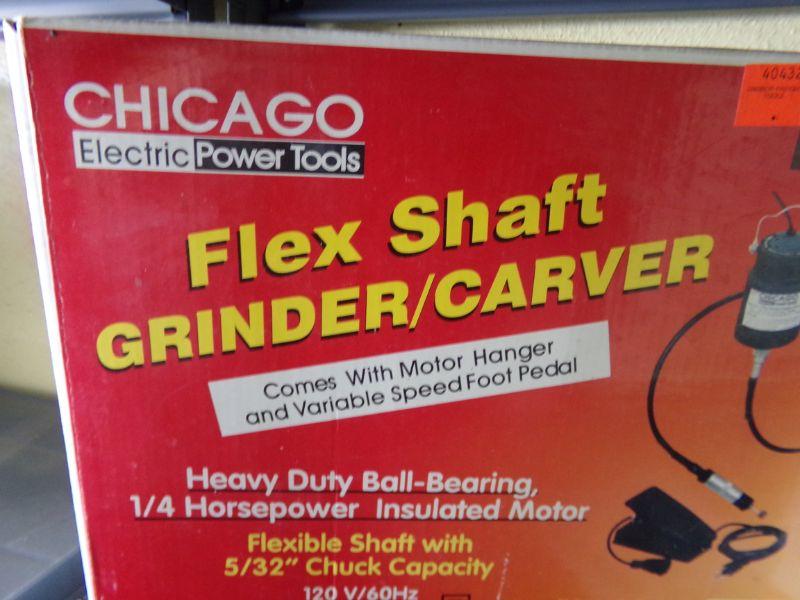 CHICAGO
Electric Power Tools
Flex Shaft
GRINDER/CARVER
Comes With Motor Hanger
and Variable Speed Foot Pedal
Heavy Duty Ball-Bearing,
1/4 Horsepower Insulated Motor
Flexible Shaft with
5/32" Chuck Capacity
120 V/60Hz